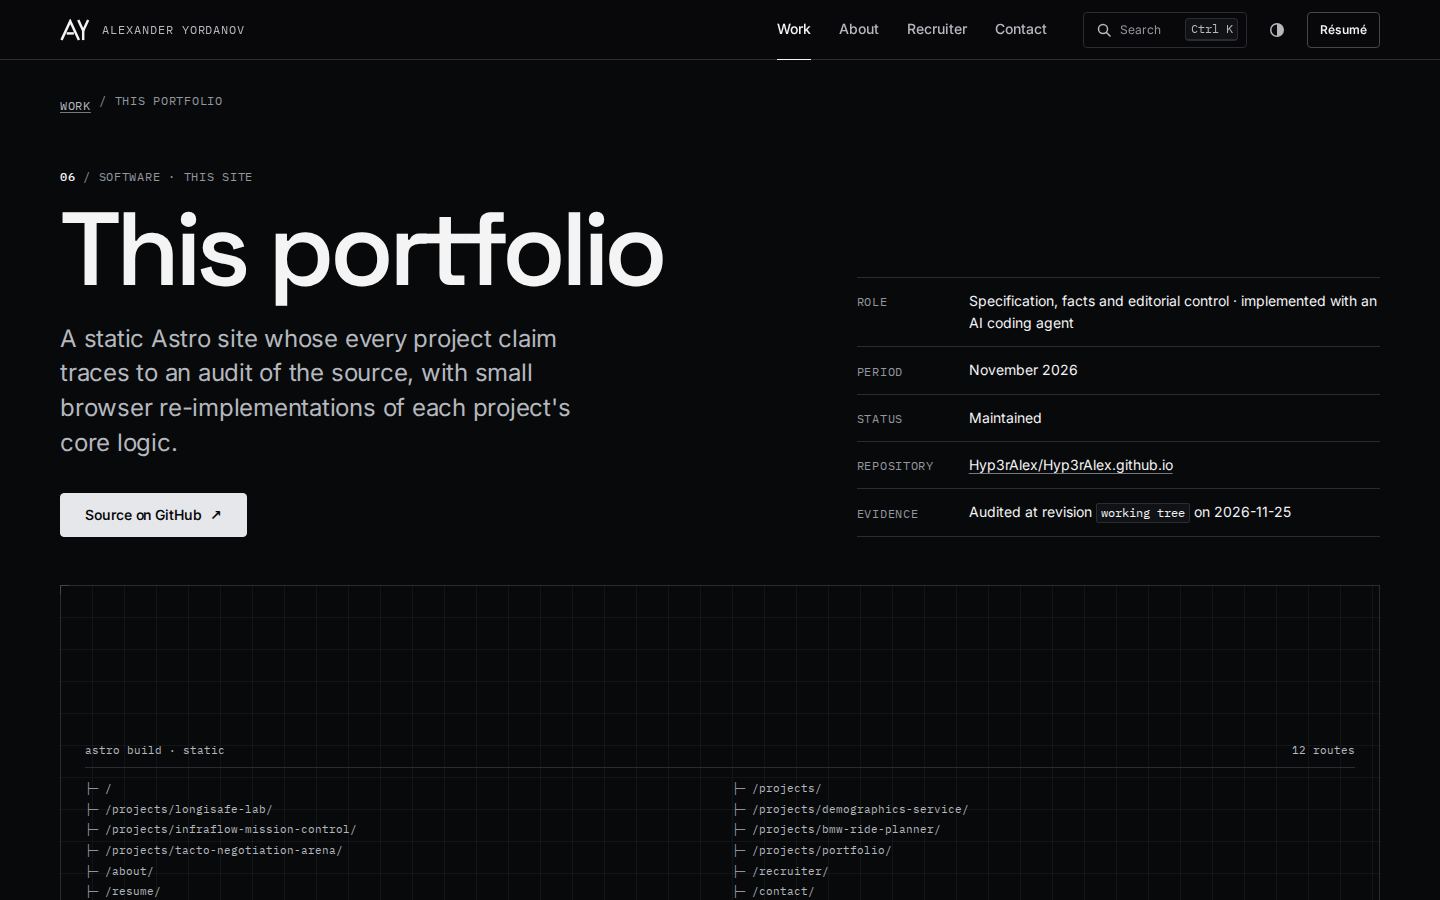 AY ALEXANDER YORDANOV
Work About Recruiter Contact Search Ctrl K Résumé
WORK / THIS PORTFOLIO
06 / SOFTWARE · THIS SITE
This portfolio
A static Astro site whose every project claim
traces to an audit of the source, with small
browser re-implementations of each project's
core logic.
Source on GitHub ↗
ROLE Specification, facts and editorial control · implemented with an
AI coding agent
PERIOD November 2026
STATUS Maintained
REPOSITORY Hyp3rAlex/Hyp3rAlex.github.io
EVIDENCE Audited at revision working tree on 2026-11-25
astro build · static 12 routes
├─ / ├─ /projects/
├─ /projects/longisafe-lab/ ├─ /projects/demographics-service/
├─ /projects/infraflow-mission-control/ ├─ /projects/bmw-ride-planner/
├─ /projects/tacto-negotiation-arena/ ├─ /projects/portfolio/
├─ /about/ ├─ /recruiter/
├─ /resume/ ├─ /contact/